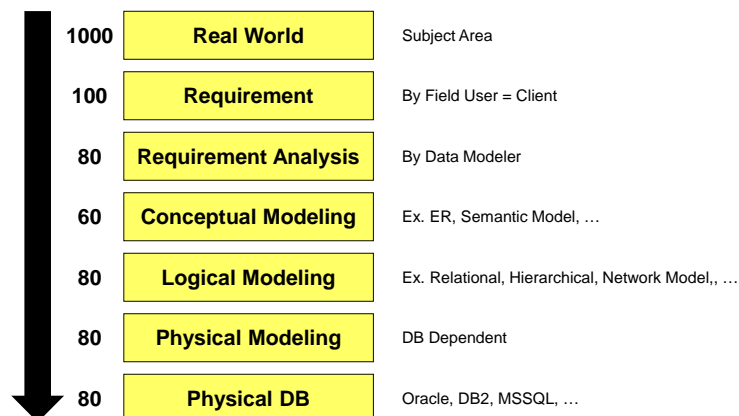 1000 Real World Subject Area
100 Requirement By Field User = Client
80 Requirement Analysis By Data Modeler
60 Conceptual Modeling Ex. ER, Semantic Model, …
80 Logical Modeling Ex. Relational, Hierarchical, Network Model,, …
80 Physical Modeling DB Dependent
80 Physical DB Oracle, DB2, MSSQL, …